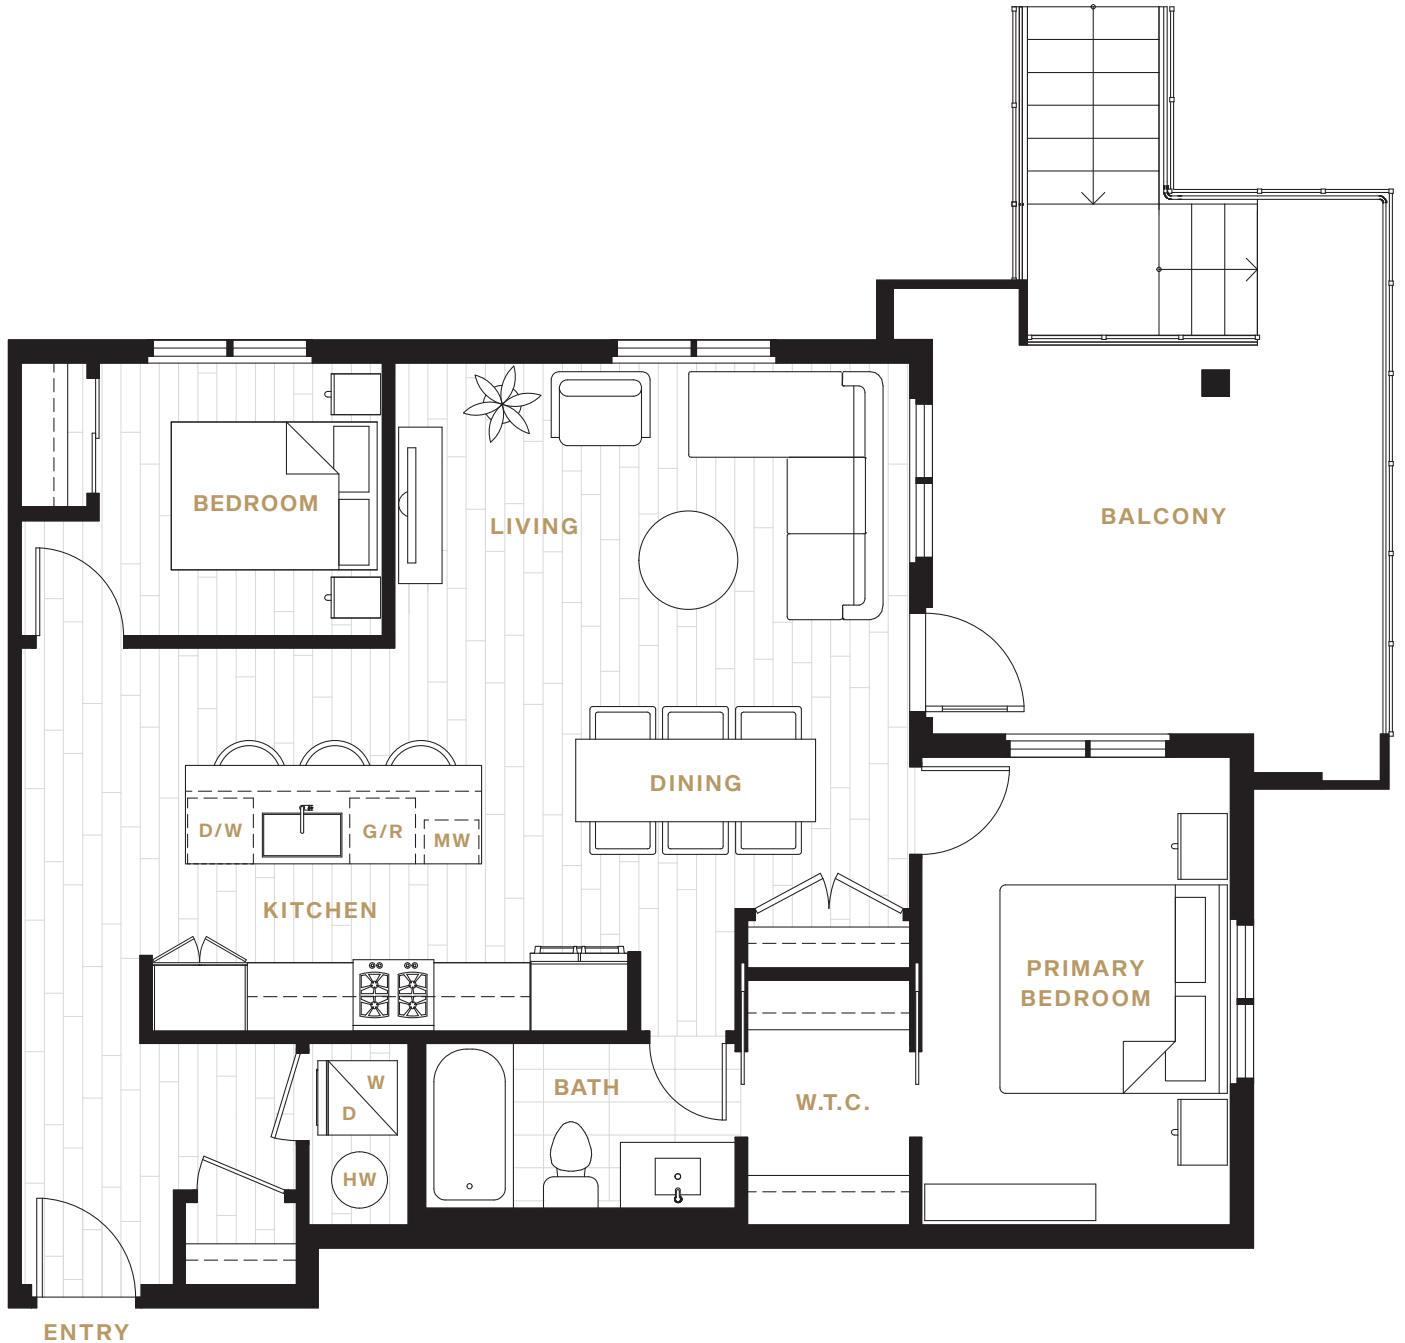 BEDROOM
LIVING
BALCONY
DINING
D/W
G/R
MW
KITCHEN
PRIMARY
BEDROOM
W
D
BATH
W.T.C.
HW
ENTRY